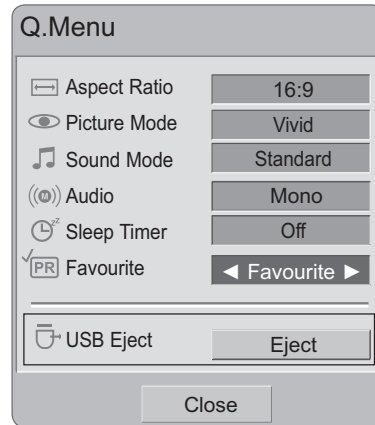 Q.Menu
Aspect Ratio 16:9
Picture Mode Vivid
Sound Mode Standard
((M)) Audio Mono
zz Sleep Timer Off
PR Favourite ◄ Favourite ►
USB Eject Eject
Close